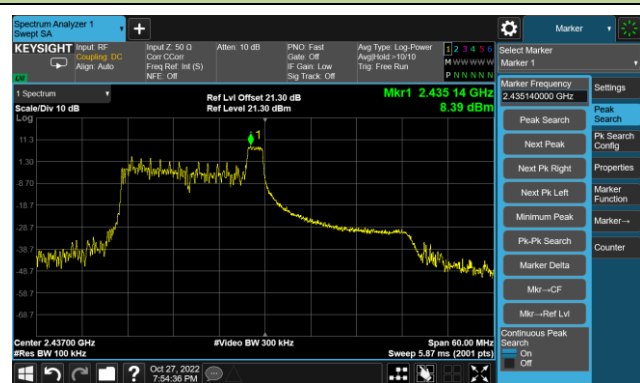 Spectrum Analyzer 1
Swept SA
+
Marker
KEYSIGHT
Input: RF
Coupling: DC
Align: Auto
Input Z: 50 Ω
Corr CCorr
Freq Ref: Int (S)
NFE: Off
Atten: 10 dB
PNO: Fast
Gate: Off
IF Gain: Low
Sig Track: Off
Avg Type: Log-Power
Avg|Hold:>10/10
Trig: Free Run
1 2 3 4 5 6
M W W W W W
P N N N N N
LXI
Select Marker
Marker 1
1 Spectrum
Scale/Div 10 dB
Log
Ref Lvl Offset 21.30 dB
Ref Level 21.30 dBm
Mkr1 2.435 14 GHz
8.39 dBm
11.3
1.30
-8.70
-18.7
-28.7
-38.7
-48.7
-58.7
-68.7
1
Center 2.43700 GHz
#Res BW 100 kHz
#Video BW 300 kHz
Span 60.00 MHz
Sweep 5.87 ms (2001 pts)
Marker Frequency
2.435140000 GHz
Peak Search
Next Peak
Next Pk Right
Next Pk Left
Minimum Peak
Pk-Pk Search
Marker Delta
Mkr→CF
Mkr→Ref Lvl
Continuous Peak
Search
On
Off
Settings
Peak
Search
Pk Search
Config
Properties
Marker
Function
Marker→
Counter
?
Oct 27, 2022
7:54:36 PM